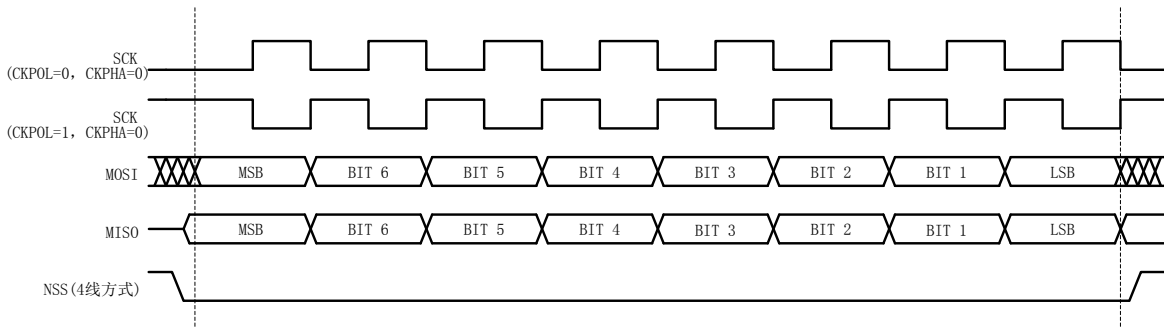 SCK
(CKPOL=0，CKPHA=0)
SCK
(CKPOL=1，CKPHA=0)
MOSI MSB BIT 6 BIT 5 BIT 4 BIT 3 BIT 2 BIT 1 LSB
MISO MSB BIT 6 BIT 5 BIT 4 BIT 3 BIT 2 BIT 1 LSB
NSS(4线方式)